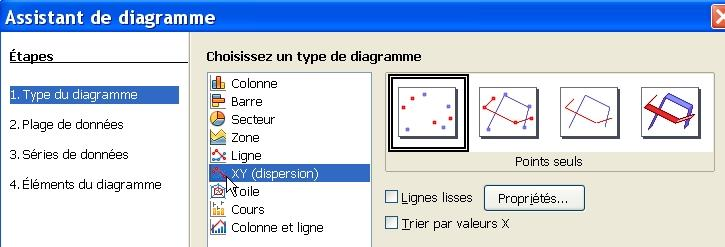 Assistant de diagramme
Étapes
1. Type du diagramme
2. Plage de données
3. Séries de données
4. Éléments du diagramme
Choisissez un type de diagramme
Colonne
Barre
Secteur
Zone
Ligne
XY (dispersion)
Toile
Cours
Colonne et ligne
Points seuls
Lignes lisses
Propriétés...
Trier par valeurs X